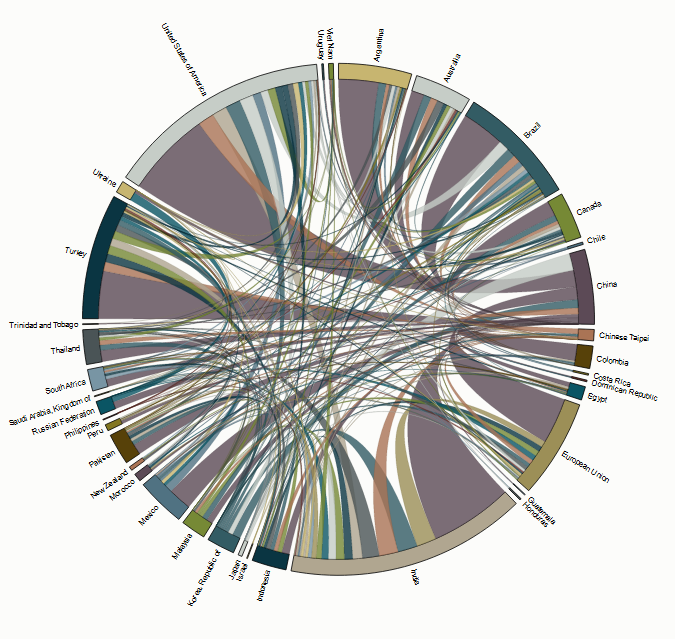 Viet Nam
Argentina
Australia
Brazil
Canada
Chile
China
Chinese Taipei
Colombia
Costa Rica
Dominican Republic
Egypt
European Union
Guatemala
Honduras
India
Indonesia
Israel
Japan
Korea, Republic of
Malaysia
Mexico
Morocco
New Zealand
Pakistan
Peru
Philippines
Russian Federation
Saudi Arabia, Kingdom of
South Africa
Thailand
Trinidad and Tobago
Turkey
Ukraine
United States of America
Uruguay